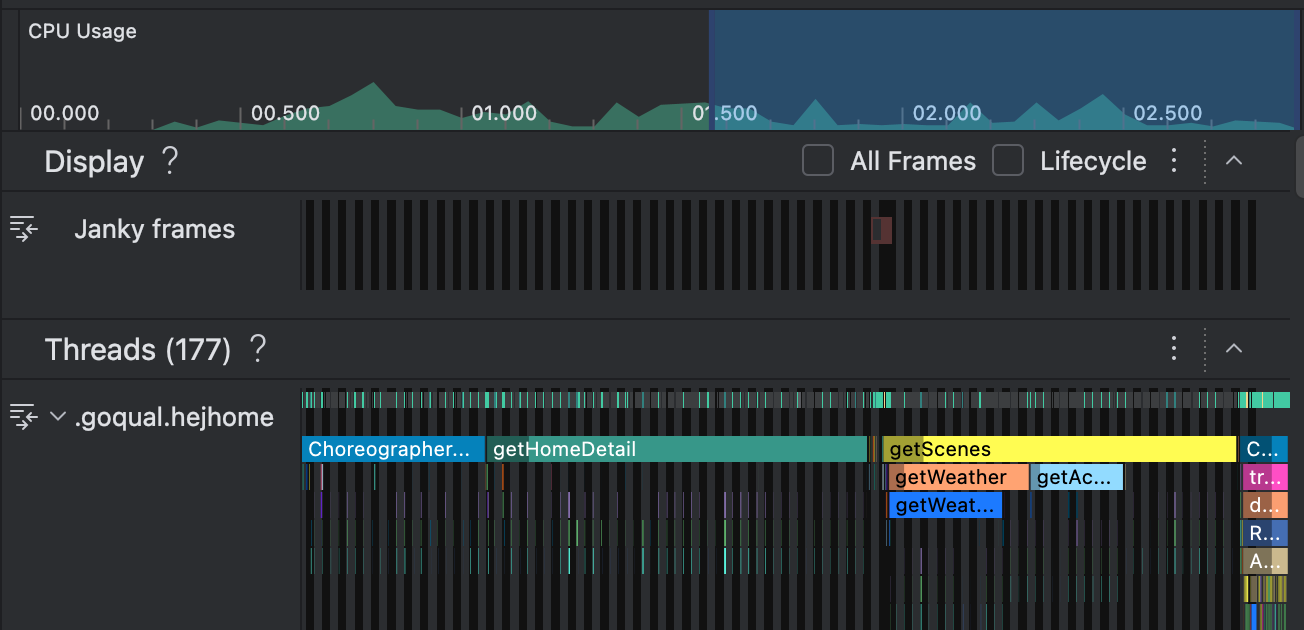 CPU Usage
00.000 00.500 01.000 01.500 02.000 02.500
Display ? All Frames Lifecycle
Janky frames
Threads (177) ?
.goqual.hejhome
Choreographer... getHomeDetail getScenes C...
getWeather getAc... tr...
getWeat... d...
R...
A...